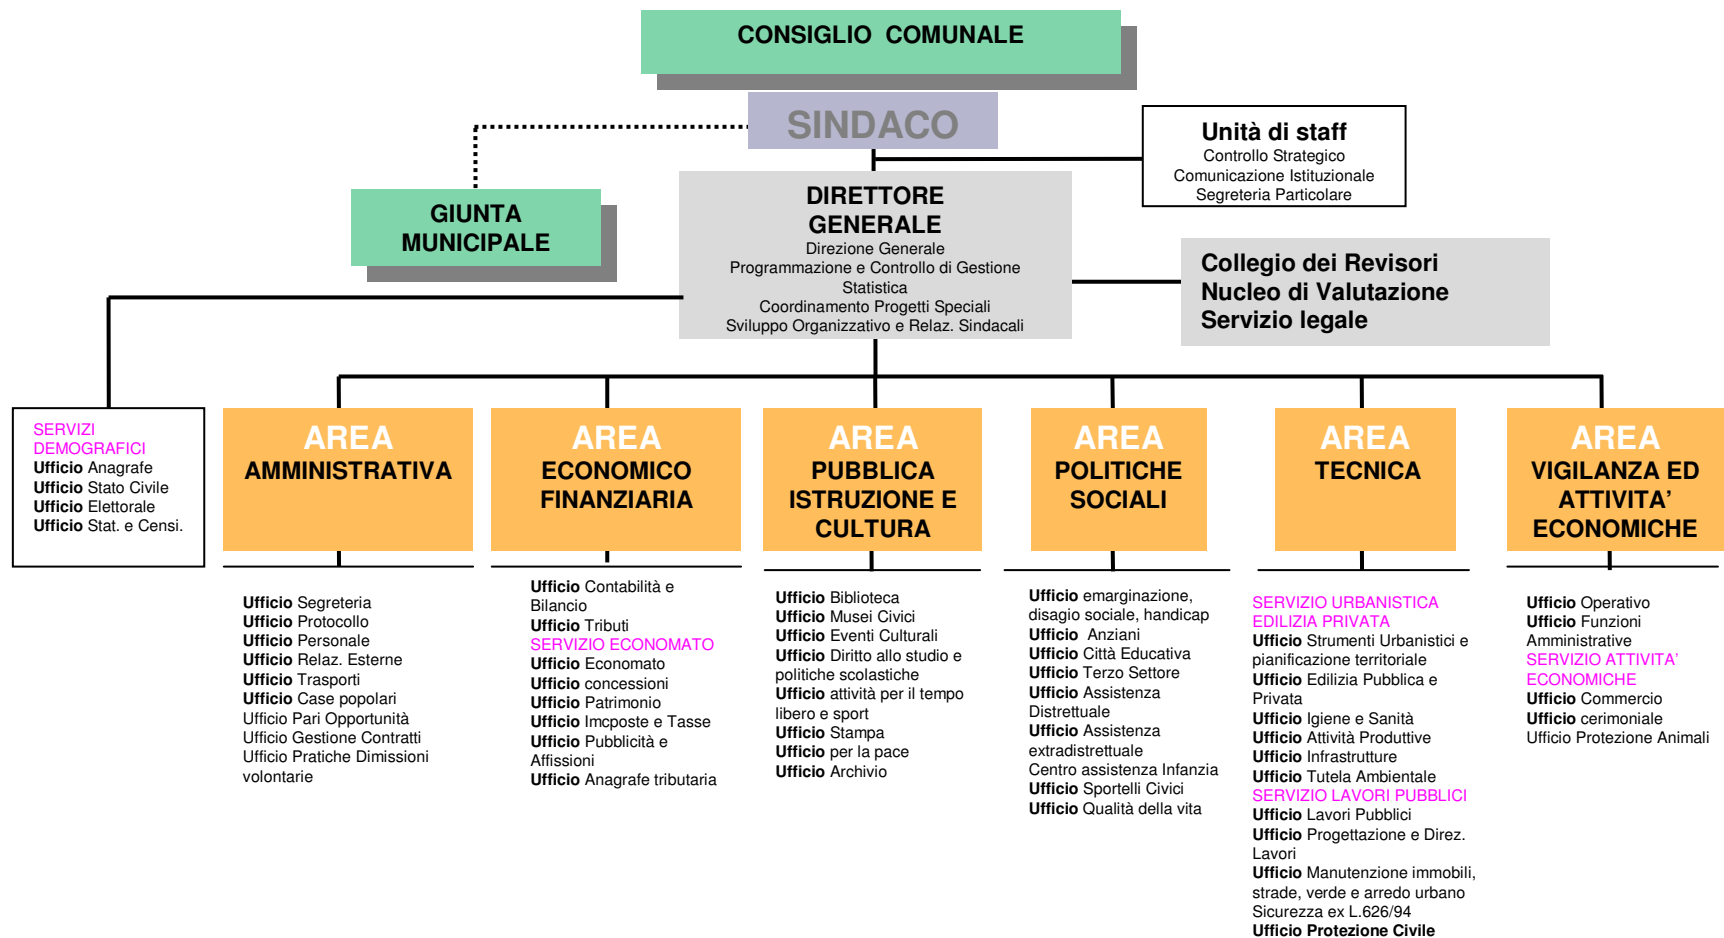 CONSIGLIO COMUNALE
SINDACO
Unità di staff
Controllo Strategico
Comunicazione Istituzionale
Segreteria Particolare
GIUNTA
MUNICIPALE
DIRETTORE
GENERALE
Direzione Generale
Programmazione e Controllo di Gestione
Statistica
Coordinamento Progetti Speciali
Sviluppo Organizzativo e Relaz. Sindacali
Collegio dei Revisori
Nucleo di Valutazione
Servizio legale
SERVIZI
DEMOGRAFICI
Ufficio Anagrafe
Ufficio Stato Civile
Ufficio Elettorale
Ufficio Stat. e Censi.
AREA
AMMINISTRATIVA
Ufficio Segreteria
Ufficio Protocollo
Ufficio Personale
Ufficio Relaz. Esterne
Ufficio Trasporti
Ufficio Case popolari
Ufficio Pari Opportunità
Ufficio Gestione Contratti
Ufficio Pratiche Dimissioni
volontarie
AREA
ECONOMICO
FINANZIARIA
Ufficio Contabilità e
Bilancio
Ufficio Tributi
SERVIZIO ECONOMATO
Ufficio Economato
Ufficio concessioni
Ufficio Patrimonio
Ufficio Imcposte e Tasse
Ufficio Pubblicità e
Affissioni
Ufficio Anagrafe tributaria
AREA
PUBBLICA
ISTRUZIONE E
CULTURA
Ufficio Biblioteca
Ufficio Musei Civici
Ufficio Eventi Culturali
Ufficio Diritto allo studio e
politiche scolastiche
Ufficio attività per il tempo
libero e sport
Ufficio Stampa
Ufficio per la pace
Ufficio Archivio
AREA
POLITICHE
SOCIALI
Ufficio emarginazione,
disagio sociale, handicap
Ufficio Anziani
Ufficio Città Educativa
Ufficio Terzo Settore
Ufficio Assistenza
Distrettuale
Ufficio Assistenza
extradistrettuale
Centro assistenza Infanzia
Ufficio Sportelli Civici
Ufficio Qualità della vita
AREA
TECNICA
SERVIZIO URBANISTICA
EDILIZIA PRIVATA
Ufficio Strumenti Urbanistici e
pianificazione territoriale
Ufficio Edilizia Pubblica e
Privata
Ufficio Igiene e Sanità
Ufficio Attività Produttive
Ufficio Infrastrutture
Ufficio Tutela Ambientale
SERVIZIO LAVORI PUBBLICI
Ufficio Lavori Pubblici
Ufficio Progettazione e Direz.
Lavori
Ufficio Manutenzione immobili,
strade, verde e arredo urbano
Sicurezza ex L.626/94
Ufficio Protezione Civile
AREA
VIGILANZA ED
ATTIVITA’
ECONOMICHE
Ufficio Operativo
Ufficio Funzioni
Amministrative
SERVIZIO ATTIVITA’
ECONOMICHE
Ufficio Commercio
Ufficio cerimoniale
Ufficio Protezione Animali